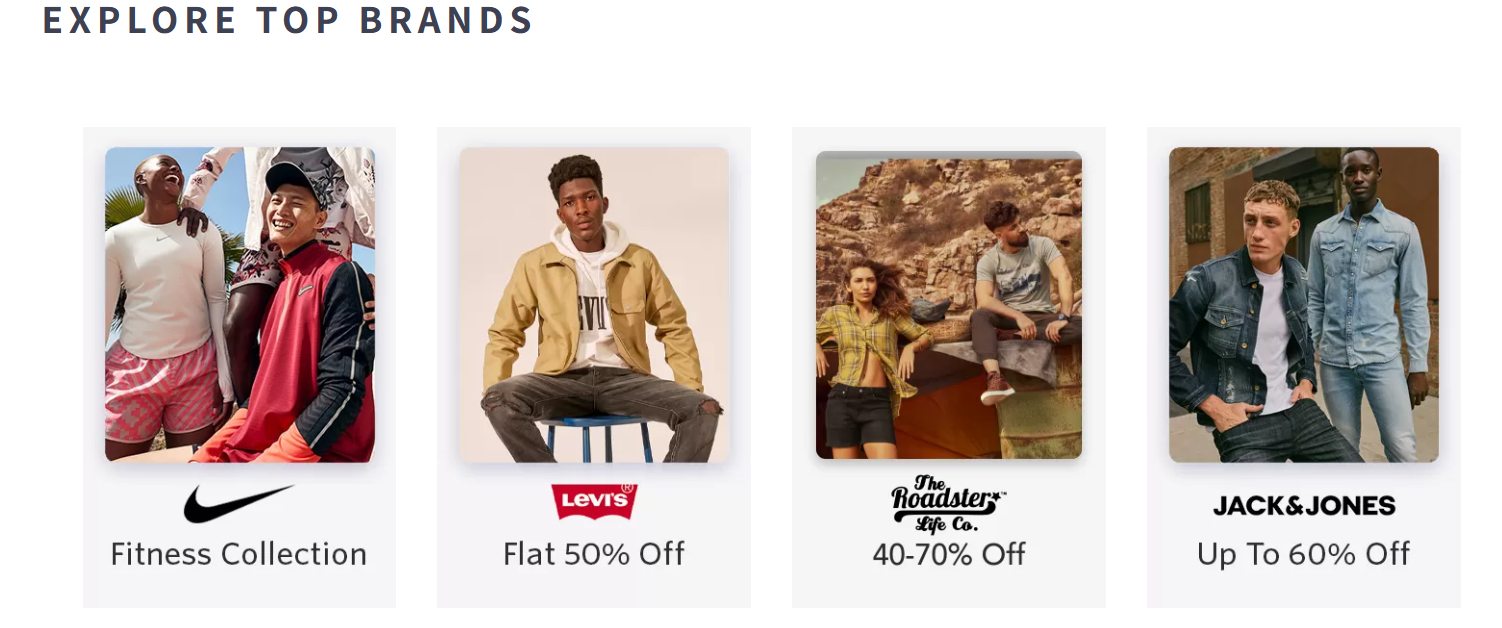 EXPLORE TOP BRANDS
Fitness Collection
LEVI'S®
Flat 50% Off
The
Roadster™
Life Co.
40-70% Off
JACK&JONES
Up To 60% Off